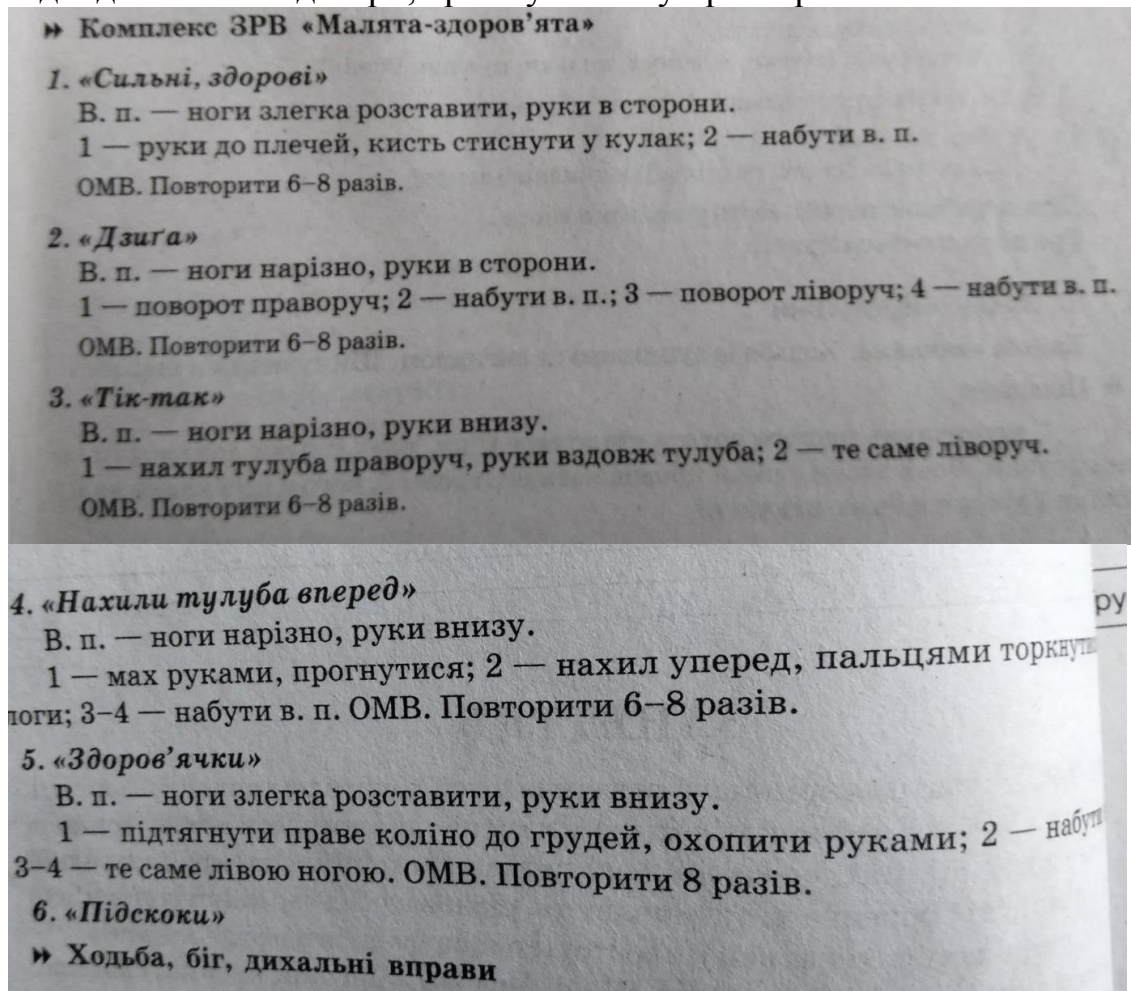 » Комплекс ЗРВ «Малята-здоров’ята»
1. «Сильні, здорові»
В. п. — ноги злегка розставити, руки в сторони.
1 — руки до плечей, кисть стиснути у кулак; 2 — набути в. п.
ОМВ. Повторити 6–8 разів.
2. «Дзиґа»
В. п. — ноги нарізно, руки в сторони.
1 — поворот праворуч; 2 — набути в. п.; 3 — поворот ліворуч; 4 — набути в. п.
ОМВ. Повторити 6–8 разів.
3. «Тік-так»
В. п. — ноги нарізно, руки внизу.
1 — нахил тулуба праворуч, руки вздовж тулуба; 2 — те саме ліворуч.
ОМВ. Повторити 6–8 разів.
4. «Нахили тулуба вперед»
ру
В. п. — ноги нарізно, руки внизу.
1 — мах руками, прогнутися; 2 — нахил уперед, пальцями
логи; 3–4 — набути в. п. ОМВ. Повторити 6–8 разів.
5. «Здоров’ячки»
В. п. — ноги злегка розставити, руки внизу.
1 — підтягнути праве коліно до грудей, охопити руками; 2 — набути
3–4 — те саме лівою ногою. ОМВ. Повторити 8 разів.
6. «Підскоки»
» Ходьба, біг, дихальні вправи